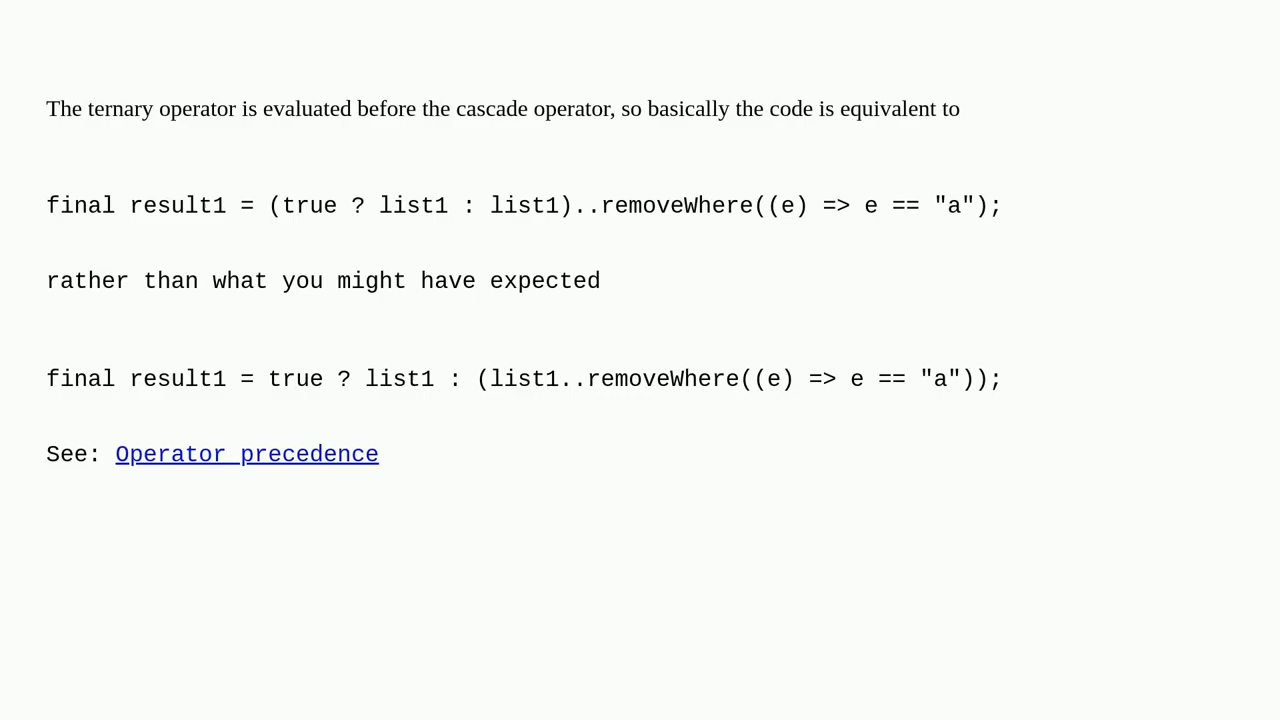 The ternary operator is evaluated before the cascade operator, so basically the code is equivalent to
final result1 = (true ? list1 : list1)..removeWhere((e) => e == "a");
rather than what you might have expected
final result1 = true ? list1 : (list1..removeWhere((e) => e == "a"));
See: Operator precedence